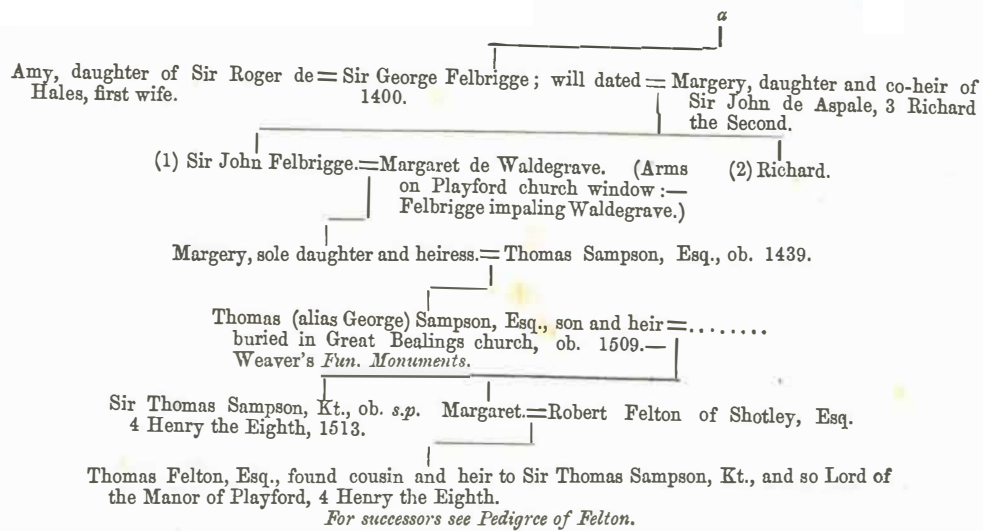 a
Amy, daughter of Sir Roger de = Sir George Felbrigge; will dated = Margery, daughter and co-heir of
Hales, first wife. 1400. Sir John de Aspale, 3 Richard
the Second.
(1) Sir John Felbrigge.=Margaret de Waldegrave. (Arms (2) Richard.
on Playford church window :—
Felbrigge impaling Waldegrave.)
Margery, sole daughter and heiress.= Thomas Sampson, Esq., ob. 1439.
Thomas (alias George) Sampson, Esq., son and heir =........
buried in Great Bealings church, ob. 1509.—
Weaver's Fun. Monuments.
Sir Thomas Sampson, Kt., ob. s.p. Margaret.=Robert Felton of Shotley, Esq.
4 Henry the Eighth, 1513.
Thomas Felton, Esq., found cousin and heir to Sir Thomas Sampson, Kt., and so Lord of
the Manor of Playford, 4 Henry the Eighth.
For successors see Pedigree of Felton.